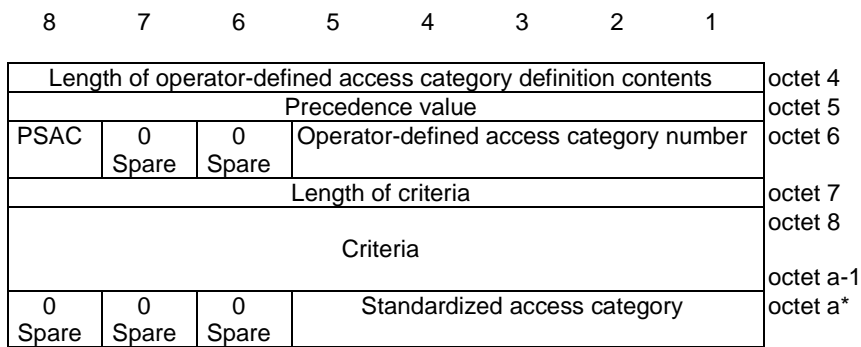 8 7 6 5 4 3 2 1
Length of operator-defined access category definition contents octet 4
Precedence value octet 5
PSAC 0 0 Operator-defined access category number octet 6
Spare Spare
Length of criteria octet 7
octet 8
Criteria
octet a-1
0 0 0 Standardized access category octet a*
Spare Spare Spare